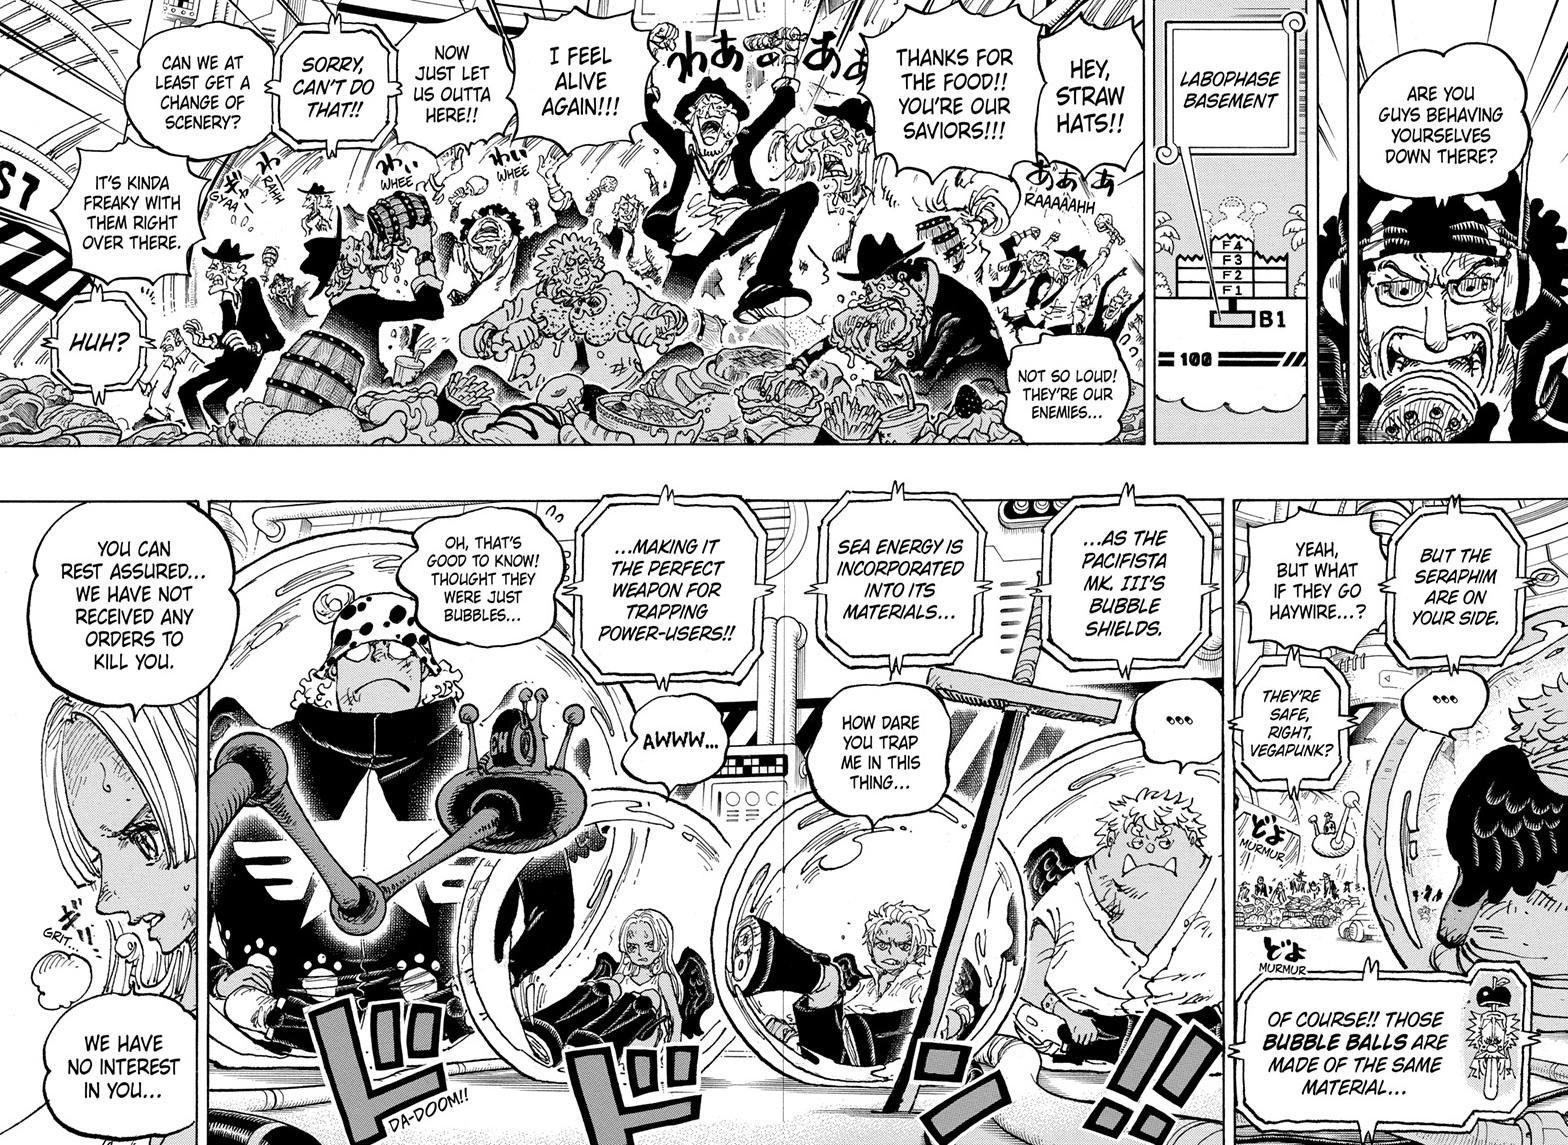 ARE YOU
GUYS BEHAVING
YOURSELVES
DOWN THERE?
LABOPHASE
BASEMENT
F4
F3
F2
F1
B1
100
HEY,
STRAW
HATS!!
THANKS FOR
THE FOOD!!
YOU'RE OUR
SAVIORS!!!
あぁぁ
RAAAAAHH
NOT SO LOUD!
THEY'RE OUR
ENEMIES...
わあああぁ
I FEEL
ALIVE
AGAIN!!!
NOW
JUST LET
US OUTTA
HERE!!
わい
WHEE
わい
WHEE
SORRY,
CAN'T DO
THAT!!
CAN WE AT
LEAST GET A
CHANGE OF
SCENERY?
わ
RAHH
GYAA
IT'S KINDA
FREAKY WITH
THEM RIGHT
OVER THERE.
S7
HUH?
BUT THE
SERAPHIM
ARE ON
YOUR SIDE.
YEAH,
BUT WHAT
IF THEY GO
HAYWIRE...?
...
THEY'RE
SAFE,
RIGHT,
VEGAPUNK?
どよ
MURMUR
どよ
MURMUR
OF COURSE!! THOSE
BUBBLE BALLS ARE
MADE OF THE SAME
MATERIAL...
...AS THE
PACIFISTA
MK. III'S
BUBBLE
SHIELDS.
...
SEA ENERGY IS
INCORPORATED
INTO ITS
MATERIALS...
HOW DARE
YOU TRAP
ME IN THIS
THING...
...MAKING IT
THE PERFECT
WEAPON FOR
TRAPPING
POWER-USERS!!
AWWW...
OH, THAT'S
GOOD TO KNOW!
THOUGHT THEY
WERE JUST
BUBBLES...
ドドン!!
DA-DOOM!!
YOU CAN
REST ASSURED...
WE HAVE NOT
RECEIVED ANY
ORDERS TO
KILL YOU.
GRIT...
WE HAVE
NO INTEREST
IN YOU...